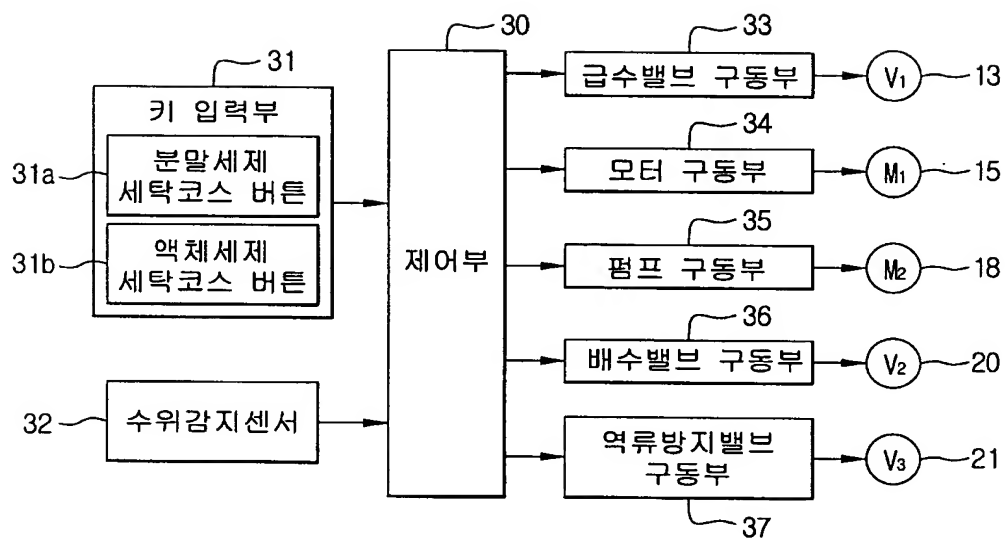 30
31
키 입력부
31a
분말세제
세탁코스 버튼
31b
액체세제
세탁코스 버튼
32
수위감지센서
제어부
33
급수밸브 구동부
V₁
13
34
모터 구동부
M₁
15
35
펌프 구동부
M₂
18
36
배수밸브 구동부
V₂
20
역류방지밸브
구동부
V₃
21
37